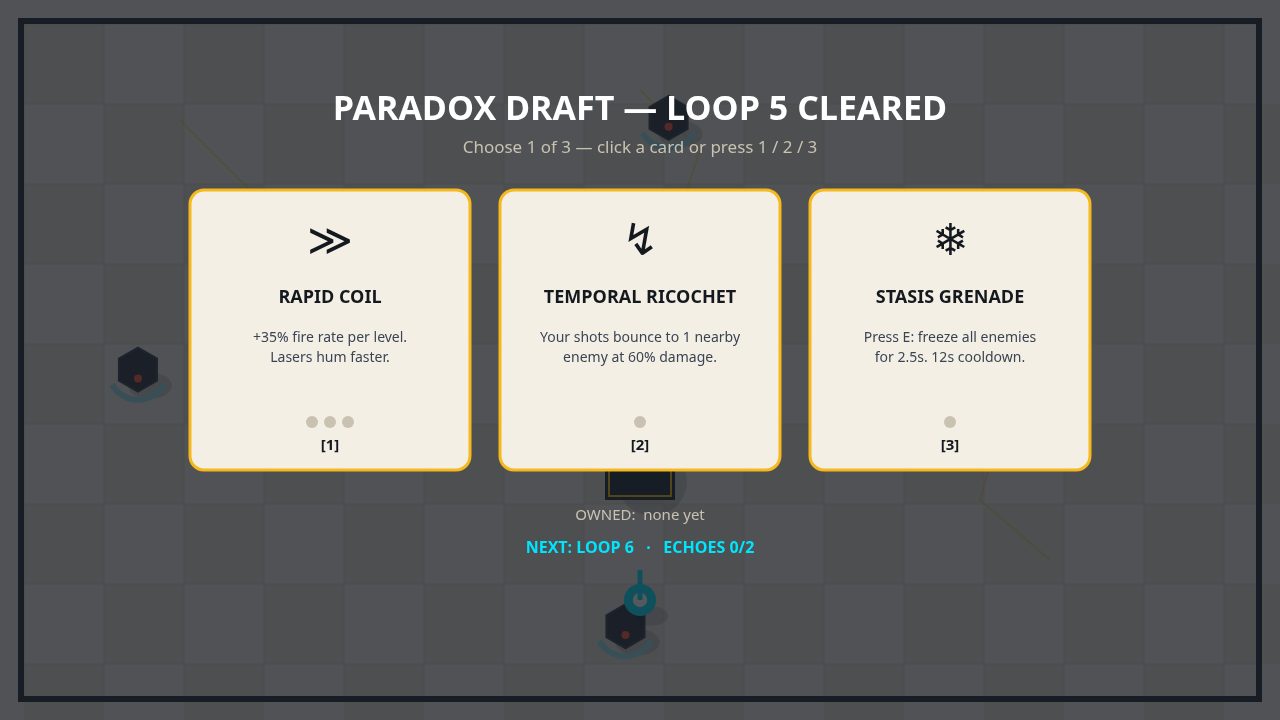 PARADOX DRAFT — LOOP 5 CLEARED
Choose 1 of 3 — click a card or press 1 / 2 / 3
RAPID COIL
+35% fire rate per level.
Lasers hum faster.
[1]
TEMPORAL RICOCHET
Your shots bounce to 1 nearby
enemy at 60% damage.
[2]
STASIS GRENADE
Press E: freeze all enemies
for 2.5s. 12s cooldown.
[3]
OWNED: none yet
NEXT: LOOP 6 · ECHOES 0/2